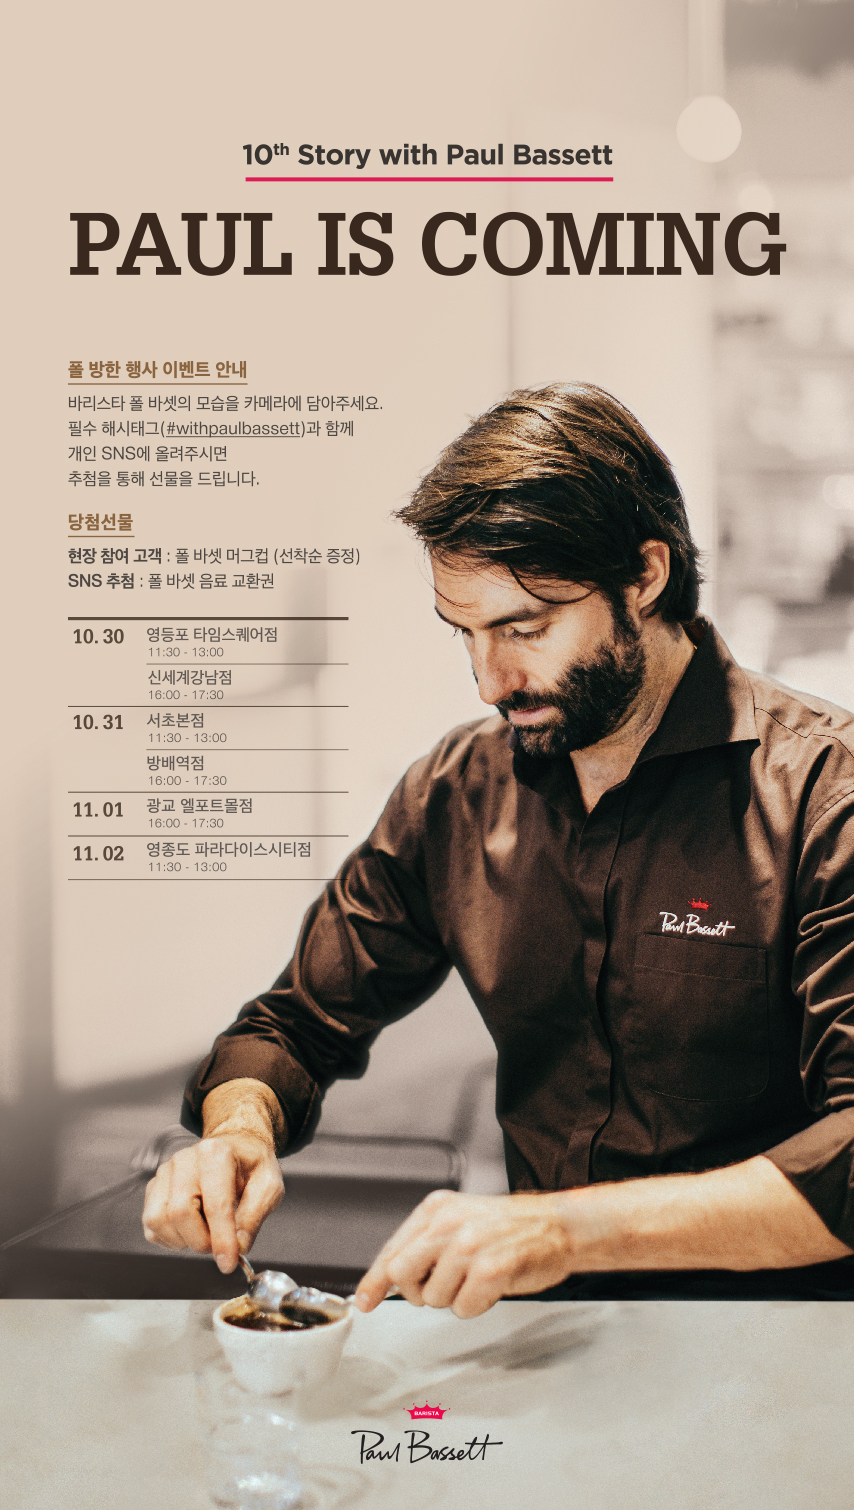 10th Story with Paul Bassett
PAUL IS COMING
폴 방한 행사 이벤트 안내
바리스타 폴 바셋의 모습을 카메라에 담아주세요.
필수 해시태그(#withpaulbassett)과 함께
개인 SNS에 올려주시면
추첨을 통해 선물을 드립니다.
당첨선물
현장 참여 고객 : 폴 바셋 머그컵 (선착순 증정)
SNS 추첨 : 폴 바셋 음료 교환권
10. 30 영등포 타임스퀘어점
11:30 - 13:00
신세계강남점
16:00 - 17:30
10. 31 서초본점
11:30 - 13:00
방배역점
16:00 - 17:30
11. 01 광교 엘포트몰점
16:00 - 17:30
11. 02 영종도 파라다이스시티점
11:30 - 13:00
Paul Bassett
BARISTA
Paul Bassett